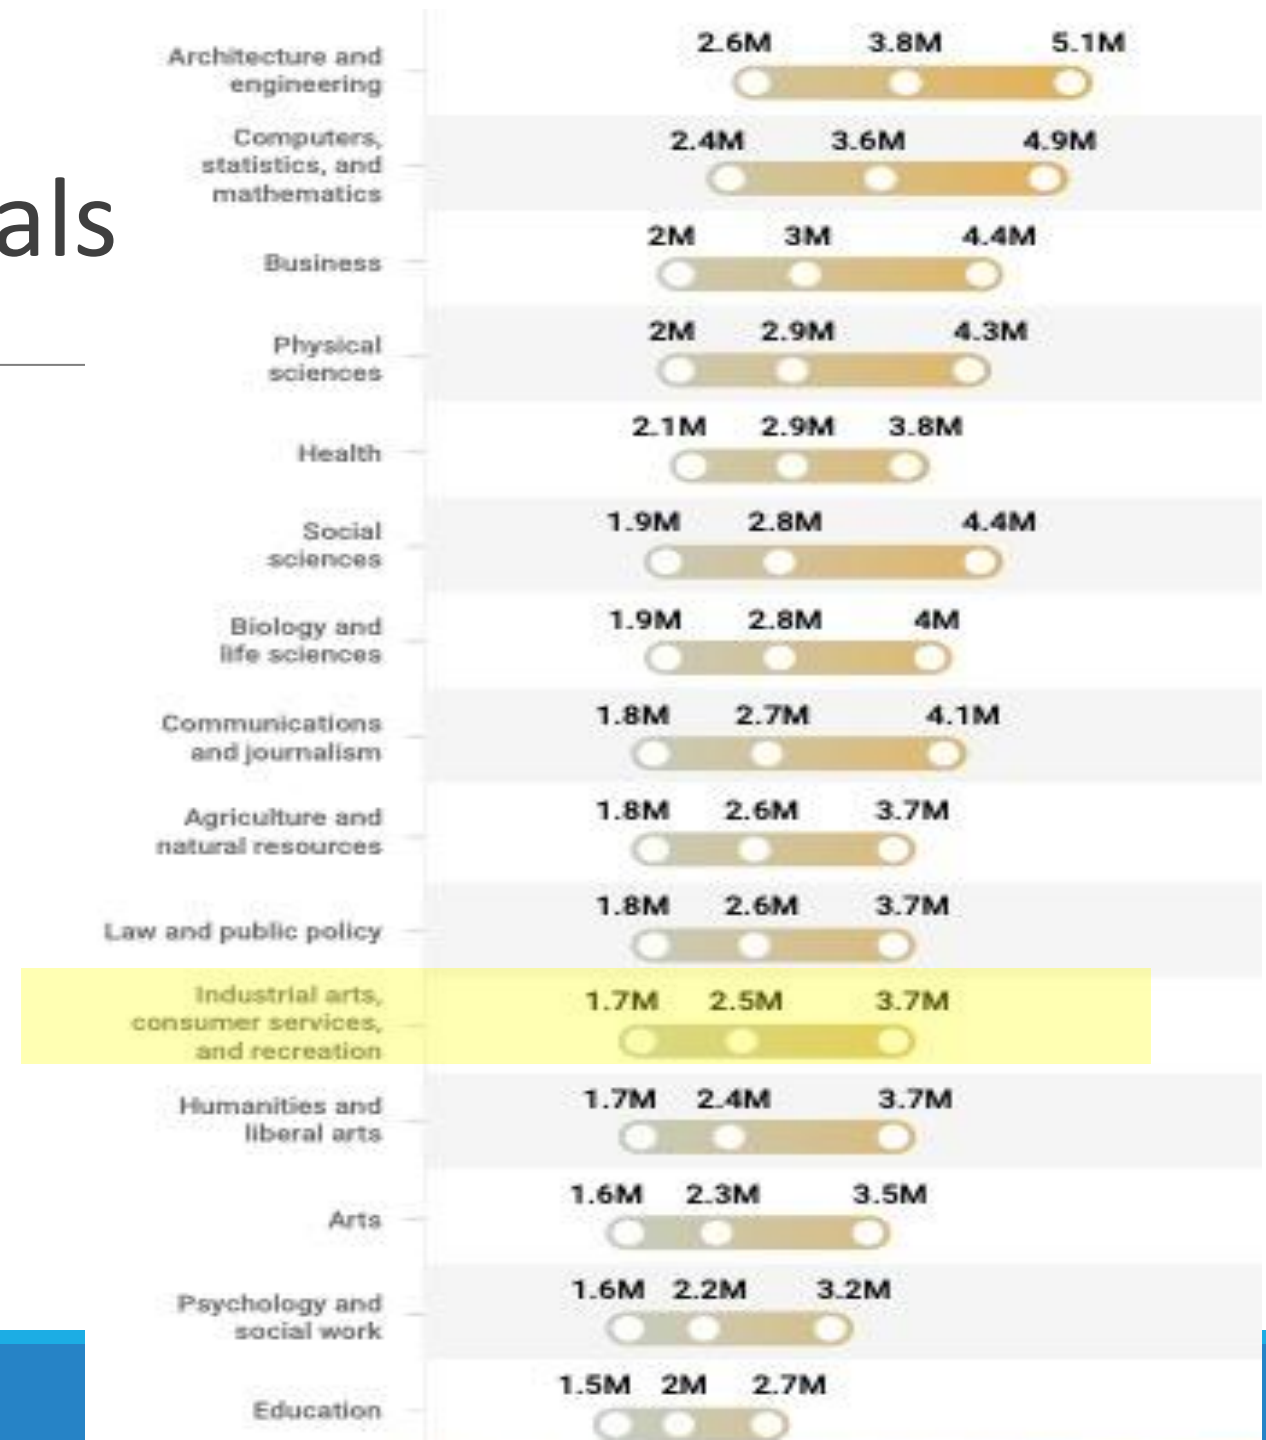 als
Architecture and
engineering
2.6M 3.8M 5.1M
Computers,
statistics, and
mathematics
2.4M 3.6M 4.9M
Business
2M 3M 4.4M
Physical
sciences
2M 2.9M 4.3M
Health
2.1M 2.9M 3.8M
Social
sciences
1.9M 2.8M 4.4M
Biology and
life sciences
1.9M 2.8M 4M
Communications
and journalism
1.8M 2.7M 4.1M
Agriculture and
natural resources
1.8M 2.6M 3.7M
Law and public policy
1.8M 2.6M 3.7M
Industrial arts,
consumer services,
and recreation
1.7M 2.5M 3.7M
Humanities and
liberal arts
1.7M 2.4M 3.7M
Arts
1.6M 2.3M 3.5M
Psychology and
social work
1.6M 2.2M 3.2M
Education
1.5M 2M 2.7M